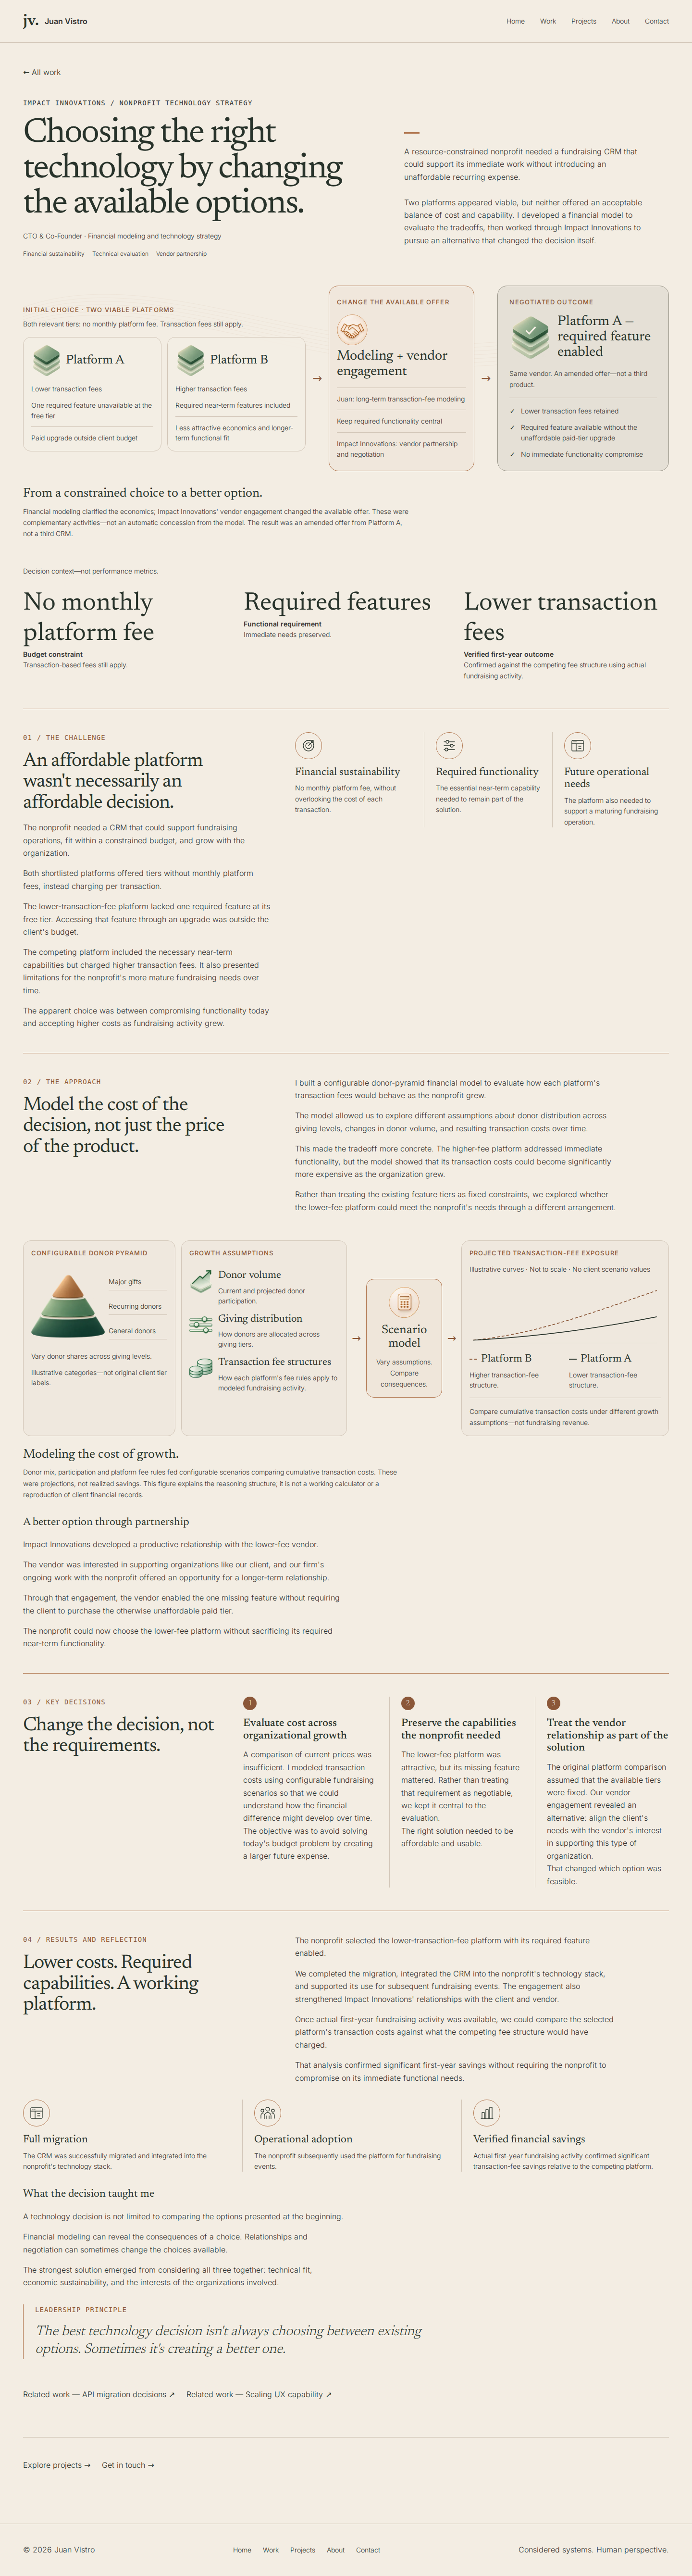 jv. Juan Vistro
Home Work Projects About Contact
← All work
IMPACT INNOVATIONS / NONPROFIT TECHNOLOGY STRATEGY
Choosing the right
technology by changing
the available options.
CTO & Co-Founder · Financial modeling and technology strategy
Financial sustainability Technical evaluation Vendor partnership
A resource-constrained nonprofit needed a fundraising CRM that
could support its immediate work without introducing an
unaffordable recurring expense.
Two platforms appeared viable, but neither offered an acceptable
balance of cost and capability. I developed a financial model to
evaluate the tradeoffs, then worked through Impact Innovations to
pursue an alternative that changed the decision itself.
INITIAL CHOICE · TWO VIABLE PLATFORMS
Both relevant tiers: no monthly platform fee. Transaction fees still apply.
Platform A
Lower transaction fees
One required feature unavailable at the
free tier
Paid upgrade outside client budget
Platform B
Higher transaction fees
Required near-term features included
Less attractive economics and longer-
term functional fit
→
CHANGE THE AVAILABLE OFFER
Modeling + vendor
engagement
Juan: long-term transaction-fee modeling
Keep required functionality central
Impact Innovations: vendor partnership
and negotiation
→
NEGOTIATED OUTCOME
Platform A —
required feature
enabled
Same vendor. An amended offer—not a third
product.
✓ Lower transaction fees retained
✓ Required feature available without the
unaffordable paid-tier upgrade
✓ No immediate functionality compromise
From a constrained choice to a better option.
Financial modeling clarified the economics; Impact Innovations' vendor engagement changed the available offer. These were
complementary activities—not an automatic concession from the model. The result was an amended offer from Platform A,
not a third CRM.
Decision context—not performance metrics.
No monthly
platform fee
Budget constraint
Transaction-based fees still apply.
Required features
Functional requirement
Immediate needs preserved.
Lower transaction
fees
Verified first-year outcome
Confirmed against the competing fee structure using actual
fundraising activity.
01 / THE CHALLENGE
An affordable platform
wasn't necessarily an
affordable decision.
The nonprofit needed a CRM that could support fundraising
operations, fit within a constrained budget, and grow with the
organization.
Both shortlisted platforms offered tiers without monthly platform
fees, instead charging per transaction.
The lower-transaction-fee platform lacked one required feature at its
free tier. Accessing that feature through an upgrade was outside the
client's budget.
The competing platform included the necessary near-term
capabilities but charged higher transaction fees. It also presented
limitations for the nonprofit's more mature fundraising needs over
time.
The apparent choice was between compromising functionality today
and accepting higher costs as fundraising activity grew.
Financial sustainability
No monthly platform fee, without
overlooking the cost of each
transaction.
Required functionality
The essential near-term capability
needed to remain part of the
solution.
Future operational
needs
The platform also needed to
support a maturing fundraising
operation.
02 / THE APPROACH
Model the cost of the
decision, not just the price
of the product.
I built a configurable donor-pyramid financial model to evaluate how each platform's
transaction fees would behave as the nonprofit grew.
The model allowed us to explore different assumptions about donor distribution across
giving levels, changes in donor volume, and resulting transaction costs over time.
This made the tradeoff more concrete. The higher-fee platform addressed immediate
functionality, but the model showed that its transaction costs could become significantly
more expensive as the organization grew.
Rather than treating the existing feature tiers as fixed constraints, we explored whether
the lower-fee platform could meet the nonprofit's needs through a different arrangement.
CONFIGURABLE DONOR PYRAMID
Major gifts
Recurring donors
General donors
Vary donor shares across giving levels.
Illustrative categories—not original client tier
labels.
GROWTH ASSUMPTIONS
Donor volume
Current and projected donor
participation.
Giving distribution
How donors are allocated across
giving tiers.
Transaction fee structures
How each platform's fee rules apply to
modeled fundraising activity.
→
Scenario
model
Vary assumptions.
Compare
consequences.
→
PROJECTED TRANSACTION-FEE EXPOSURE
Illustrative curves · Not to scale · No client scenario values
Platform B
Higher transaction-fee
structure.
Platform A
Lower transaction-fee
structure.
Compare cumulative transaction costs under different growth
assumptions—not fundraising revenue.
Modeling the cost of growth.
Donor mix, participation and platform fee rules fed configurable scenarios comparing cumulative transaction costs. These
were projections, not realized savings. This figure explains the reasoning structure; it is not a working calculator or a
reproduction of client financial records.
A better option through partnership
Impact Innovations developed a productive relationship with the lower-fee vendor.
The vendor was interested in supporting organizations like our client, and our firm's
ongoing work with the nonprofit offered an opportunity for a longer-term relationship.
Through that engagement, the vendor enabled the one missing feature without requiring
the client to purchase the otherwise unaffordable paid tier.
The nonprofit could now choose the lower-fee platform without sacrificing its required
near-term functionality.
03 / KEY DECISIONS
Change the decision, not
the requirements.
1
Evaluate cost across
organizational growth
A comparison of current prices was
insufficient. I modeled transaction
costs using configurable fundraising
scenarios so that we could
understand how the financial
difference might develop over time.
The objective was to avoid solving
today's budget problem by creating
a larger future expense.
2
Preserve the capabilities
the nonprofit needed
The lower-fee platform was
attractive, but its missing feature
mattered. Rather than treating
that requirement as negotiable,
we kept it central to the
evaluation.
The right solution needed to be
affordable and usable.
3
Treat the vendor
relationship as part of the
solution
The original platform comparison
assumed that the available tiers
were fixed. Our vendor
engagement revealed an
alternative: align the client's
needs with the vendor's interest
in supporting this type of
organization.
That changed which option was
feasible.
04 / RESULTS AND REFLECTION
Lower costs. Required
capabilities. A working
platform.
The nonprofit selected the lower-transaction-fee platform with its required feature
enabled.
We completed the migration, integrated the CRM into the nonprofit's technology stack,
and supported its use for subsequent fundraising events. The engagement also
strengthened Impact Innovations' relationships with the client and vendor.
Once actual first-year fundraising activity was available, we could compare the selected
platform's transaction costs against what the competing fee structure would have
charged.
That analysis confirmed significant first-year savings without requiring the nonprofit to
compromise on its immediate functional needs.
Full migration
The CRM was successfully migrated and integrated into the
nonprofit's technology stack.
Operational adoption
The nonprofit subsequently used the platform for fundraising
events.
Verified financial savings
Actual first-year fundraising activity confirmed significant
transaction-fee savings relative to the competing platform.
What the decision taught me
A technology decision is not limited to comparing the options presented at the beginning.
Financial modeling can reveal the consequences of a choice. Relationships and
negotiation can sometimes change the choices available.
The strongest solution emerged from considering all three together: technical fit,
economic sustainability, and the interests of the organizations involved.
LEADERSHIP PRINCIPLE
The best technology decision isn't always choosing between existing
options. Sometimes it's creating a better one.
Related work — API migration decisions ↗ Related work — Scaling UX capability ↗
Explore projects → Get in touch →
© 2026 Juan Vistro
Home Work Projects About Contact
Considered systems. Human perspective.